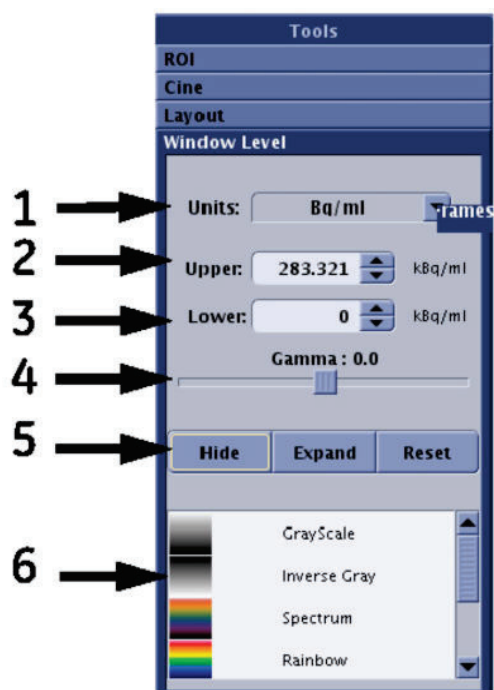 Tools
ROI
Cine
Layout
Window Level
1 Units: Bq/ml rames
2 Upper: 283.321 kBq/ml
3 Lower: 0 kBq/ml
Gamma : 0.0
4
5 Hide Expand Reset
GrayScale
6 Inverse Gray
Spectrum
Rainbow